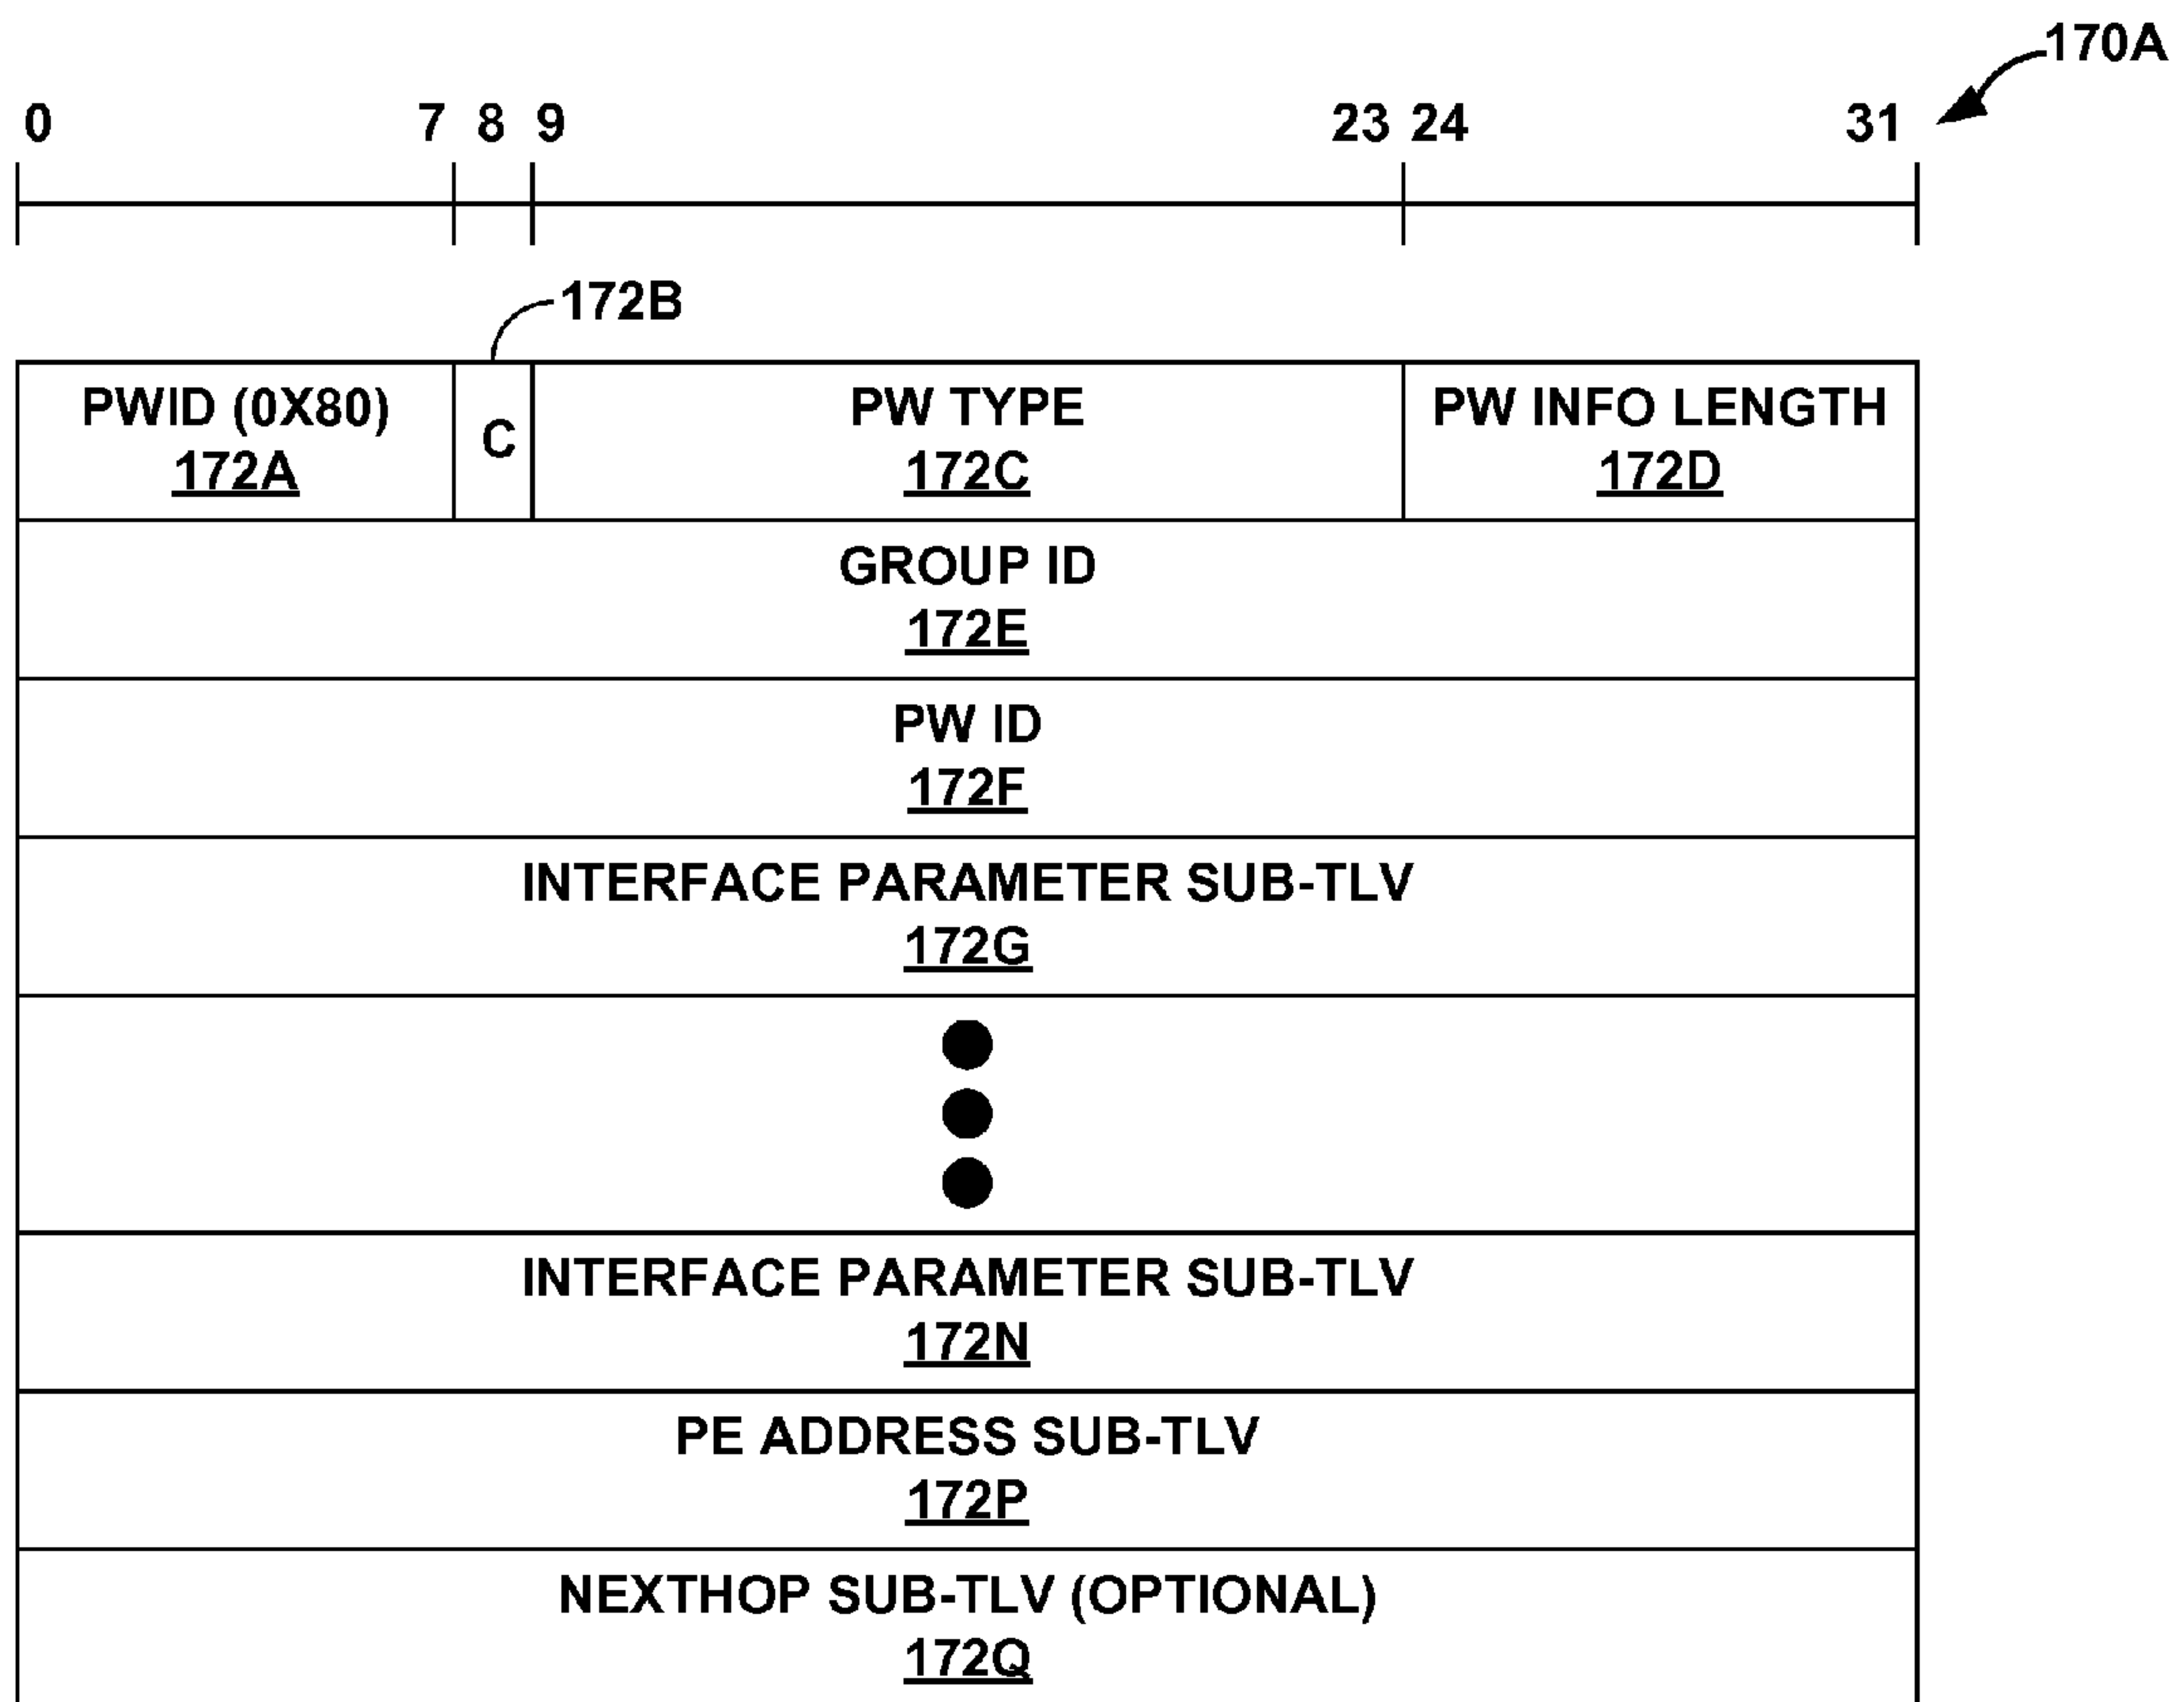 170A
0 7 8 9 23 24 31
172B
PWID (0X80) C PW TYPE PW INFO LENGTH
172A 172C 172D
GROUP ID
172E
PW ID
172F
INTERFACE PARAMETER SUB-TLV
172G
INTERFACE PARAMETER SUB-TLV
172N
PE ADDRESS SUB-TLV
172P
NEXTHOP SUB-TLV (OPTIONAL)
172Q